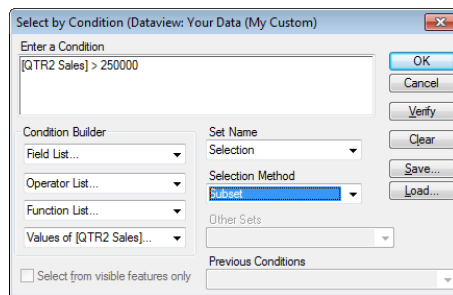 Select by Condition (Dataview: Your Data (My Custom)
Enter a Condition
[QTR2 Sales] > 250000
OK
Cancel
Verify
Clear
Save...
Load...
Condition Builder
Field List...
Operator List...
Function List...
Values of [QTR2 Sales]...
Select from visible features only
Set Name
Selection
Selection Method
Subset
Other Sets
Previous Conditions